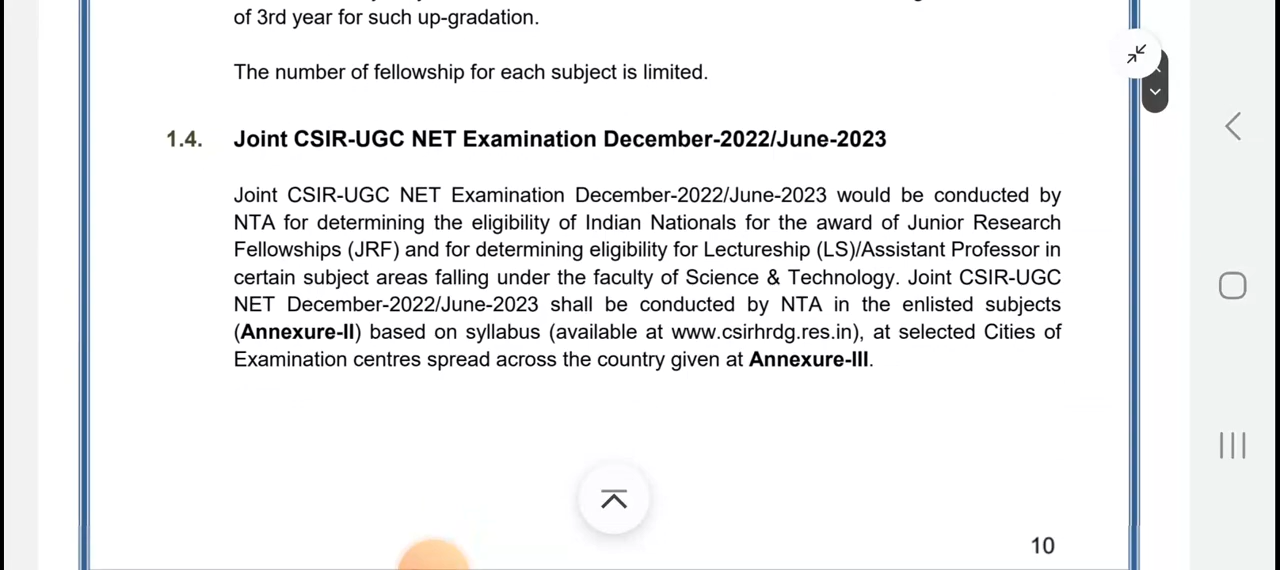 of 3rd year for such up-gradation.
The number of fellowship for each subject is limited.
1.4. Joint CSIR-UGC NET Examination December-2022/June-2023
Joint CSIR-UGC NET Examination December-2022/June-2023 would be conducted by
NTA for determining the eligibility of Indian Nationals for the award of Junior Research
Fellowships (JRF) and for determining eligibility for Lectureship (LS)/Assistant Professor in
certain subject areas falling under the faculty of Science & Technology. Joint CSIR-UGC
NET December-2022/June-2023 shall be conducted by NTA in the enlisted subjects
(Annexure-II) based on syllabus (available at www.csirhrdg.res.in), at selected Cities of
Examination centres spread across the country given at Annexure-III.
10